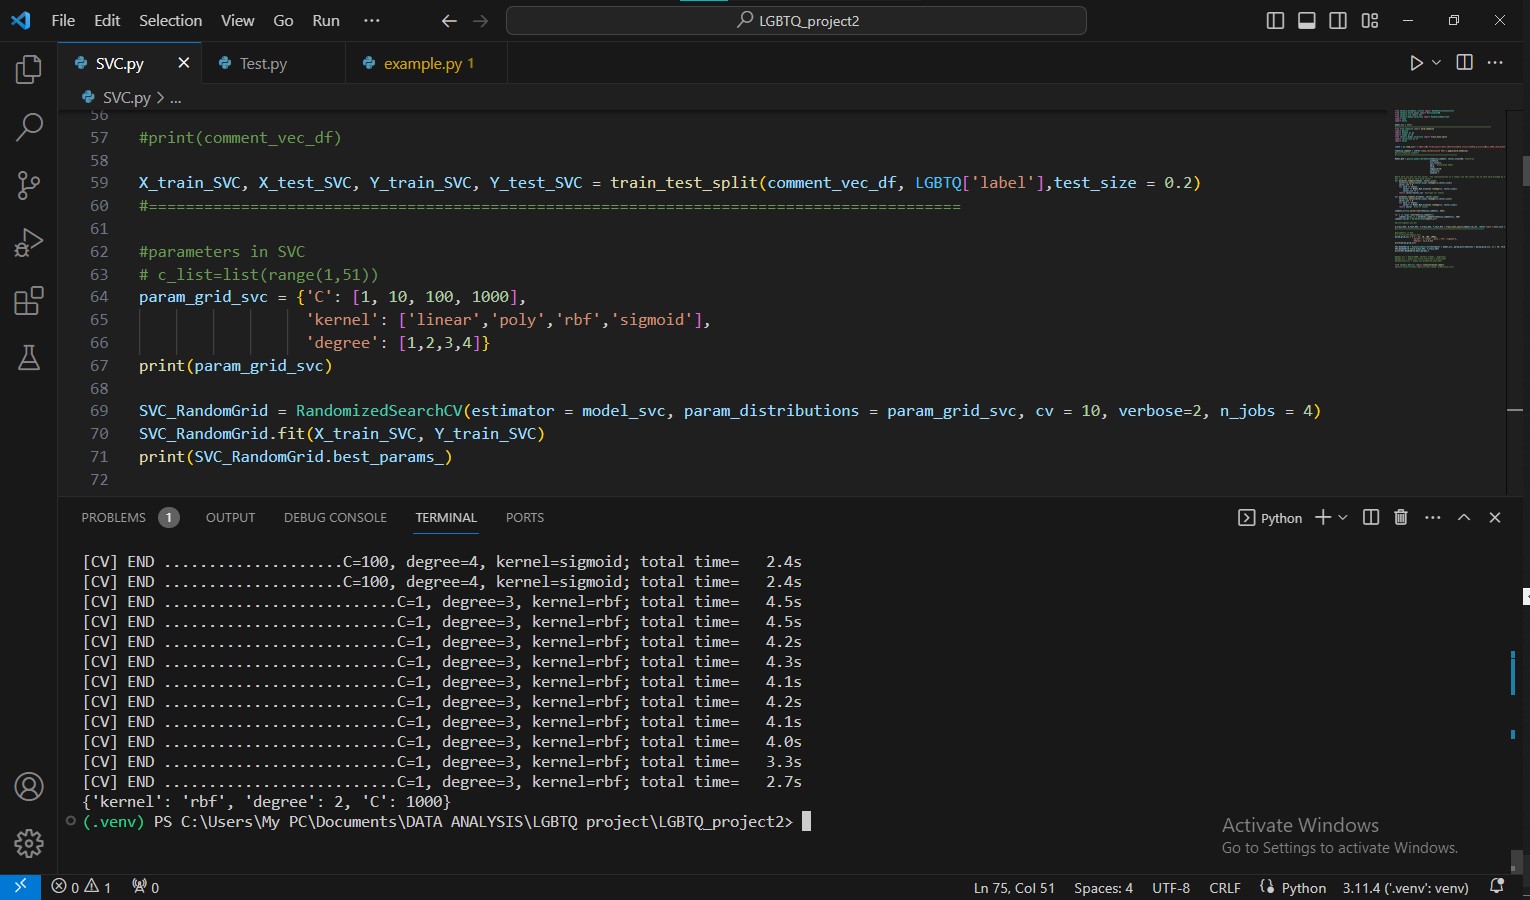 File Edit Selection View Go Run ··· LGBTQ_project2
SVC.py Test.py example.py 1
SVC.py > ...
56
57 #print(comment_vec_df)
58
59 X_train_SVC, X_test_SVC, Y_train_SVC, Y_test_SVC = train_test_split(comment_vec_df, LGBTQ['label'],test_size = 0.2)
60 #========================================================================================
61
62 #parameters in SVC
63 # c_list=list(range(1,51))
64 param_grid_svc = {'C': [1, 10, 100, 1000],
65 'kernel': ['linear','poly','rbf','sigmoid'],
66 'degree': [1,2,3,4]}
67 print(param_grid_svc)
68
69 SVC_RandomGrid = RandomizedSearchCV(estimator = model_svc, param_distributions = param_grid_svc, cv = 10, verbose=2, n_jobs = 4)
70 SVC_RandomGrid.fit(X_train_SVC, Y_train_SVC)
71 print(SVC_RandomGrid.best_params_)
72
PROBLEMS 1 OUTPUT DEBUG CONSOLE TERMINAL PORTS Python
[CV] END ....................C=100, degree=4, kernel=sigmoid; total time=   2.4s
[CV] END ....................C=100, degree=4, kernel=sigmoid; total time=   2.4s
[CV] END ..........................C=1, degree=3, kernel=rbf; total time=   4.5s
[CV] END ..........................C=1, degree=3, kernel=rbf; total time=   4.5s
[CV] END ..........................C=1, degree=3, kernel=rbf; total time=   4.2s
[CV] END ..........................C=1, degree=3, kernel=rbf; total time=   4.3s
[CV] END ..........................C=1, degree=3, kernel=rbf; total time=   4.1s
[CV] END ..........................C=1, degree=3, kernel=rbf; total time=   4.2s
[CV] END ..........................C=1, degree=3, kernel=rbf; total time=   4.1s
[CV] END ..........................C=1, degree=3, kernel=rbf; total time=   4.0s
[CV] END ..........................C=1, degree=3, kernel=rbf; total time=   3.3s
[CV] END ..........................C=1, degree=3, kernel=rbf; total time=   2.7s
{'kernel': 'rbf', 'degree': 2, 'C': 1000}
(.venv) PS C:\Users\My PC\Documents\DATA ANALYSIS\LGBTQ project\LGBTQ_project2>
Activate Windows
Go to Settings to activate Windows.
0 1 0 Ln 75, Col 51 Spaces: 4 UTF-8 CRLF Python 3.11.4 ('.venv': venv)